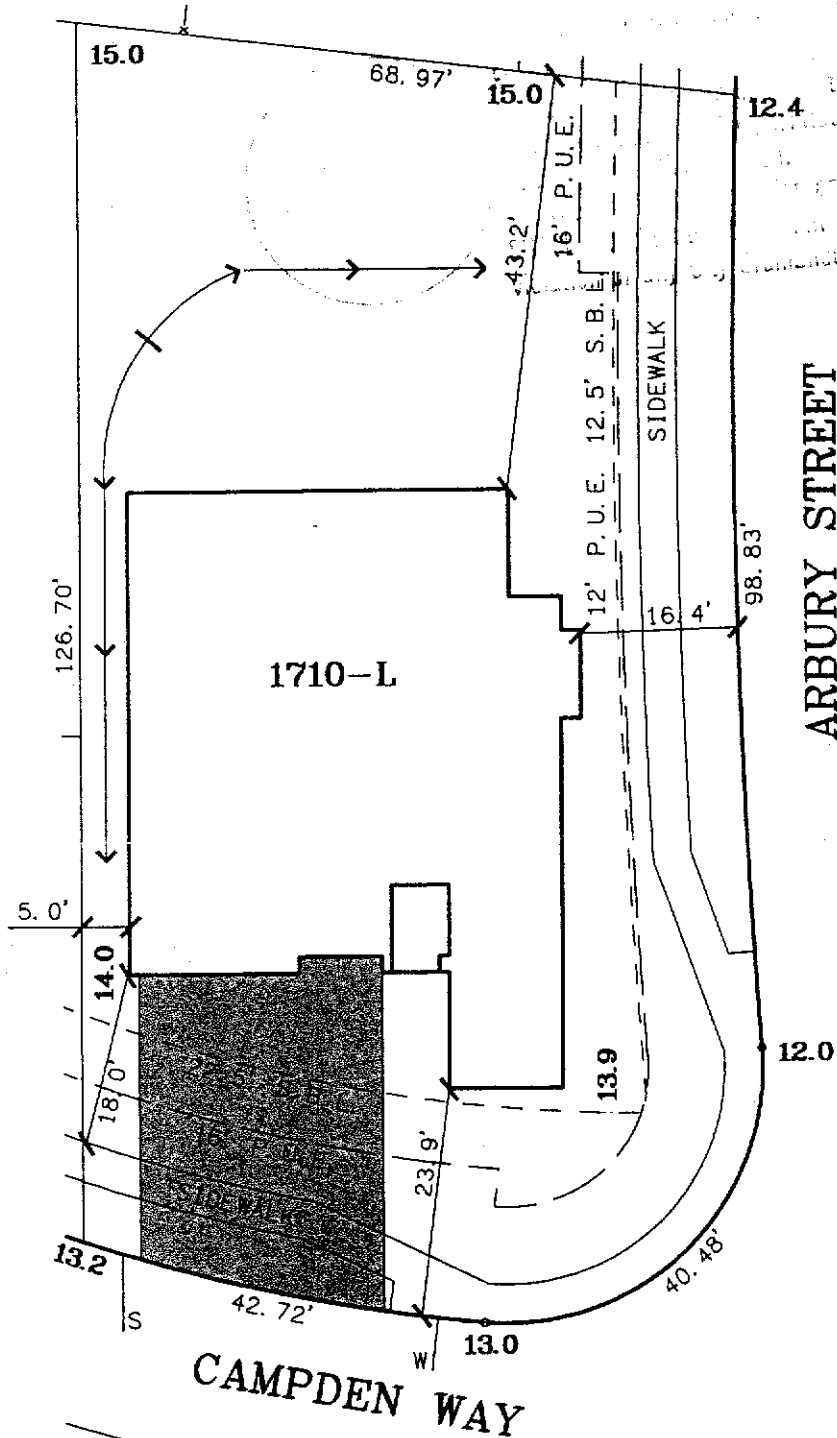 15.0
68.97'
15.0
12.4
16' P.U.E.
43.2'
12' P.U.E. 12.5' S.B.E
SIDEWALK
ARBURY STREET
98.83'
16.4'
126.70'
1710-L
5.0'
14.0
18.0'
13.9
12.0
23.9'
SIDEWALK
13.2
42.72'
40.48'
S
W
13.0
CAMPDEN WAY